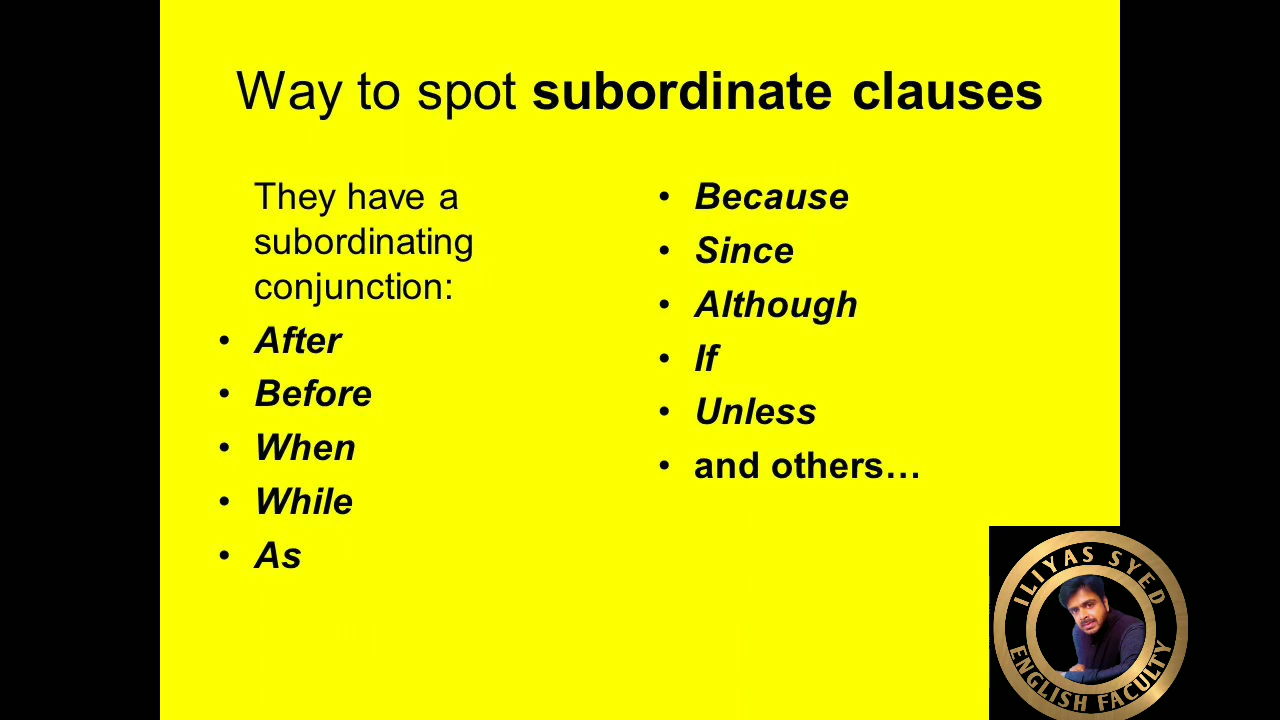 Way to spot subordinate clauses
They have a
subordinating
conjunction:
• After
• Before
• When
• While
• As
• Because
• Since
• Although
• If
• Unless
• and others…
ILIYAS SYED
ENGLISH FACULTY